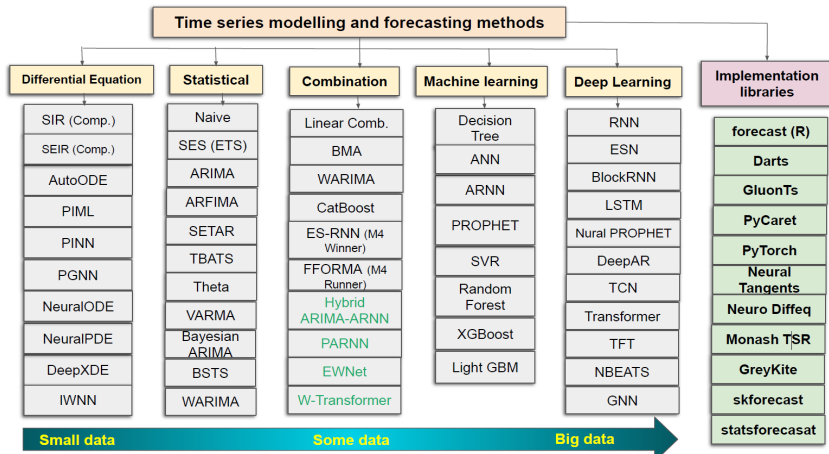 Time series modelling and forecasting methods
Differential Equation
SIR (Comp.)
SEIR (Comp.)
AutoODE
PIML
PINN
PGNN
NeuralODE
NeuralPDE
DeepXDE
IWNN
Statistical
Naive
SES (ETS)
ARIMA
ARFIMA
SETAR
TBATS
Theta
VARMA
Bayesian
ARIMA
BSTS
WARIMA
Combination
Linear Comb.
BMA
WARIMA
CatBoost
ES-RNN (M4
Winner)
FFORMA (M4
Runner)
Hybrid
ARIMA-ARNN
PARNN
EWNet
W-Transformer
Machine learning
Decision
Tree
ANN
ARNN
PROPHET
SVR
Random
Forest
XGBoost
Light GBM
Deep Learning
RNN
ESN
BlockRNN
LSTM
Nural PROPHET
DeepAR
TCN
Transformer
TFT
NBEATS
GNN
Implementation
libraries
forecast (R)
Darts
GluonTs
PyCaret
PyTorch
Neural
Tangents
Neuro Diffeq
Monash TSR
GreyKite
skforecast
statsforecasat
Small data
Some data
Big data